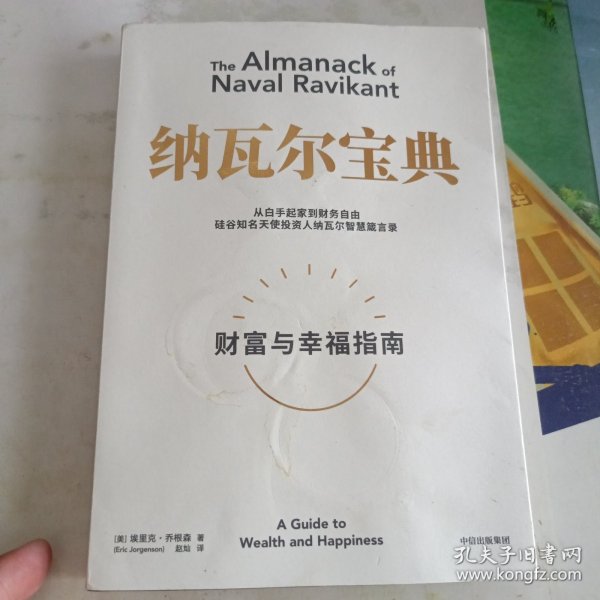 The Almanack of
Naval Ravikant
纳瓦尔宝典
从白手起家到财务自由
硅谷知名天使投资人纳瓦尔智慧箴言录
财富与幸福指南
[美] 埃里克·乔根森 著
(Eric Jorgenson) 赵灿 译
A Guide to
Wealth and Happiness
中信出版集团
孔夫子旧书网
www.kongfz.com